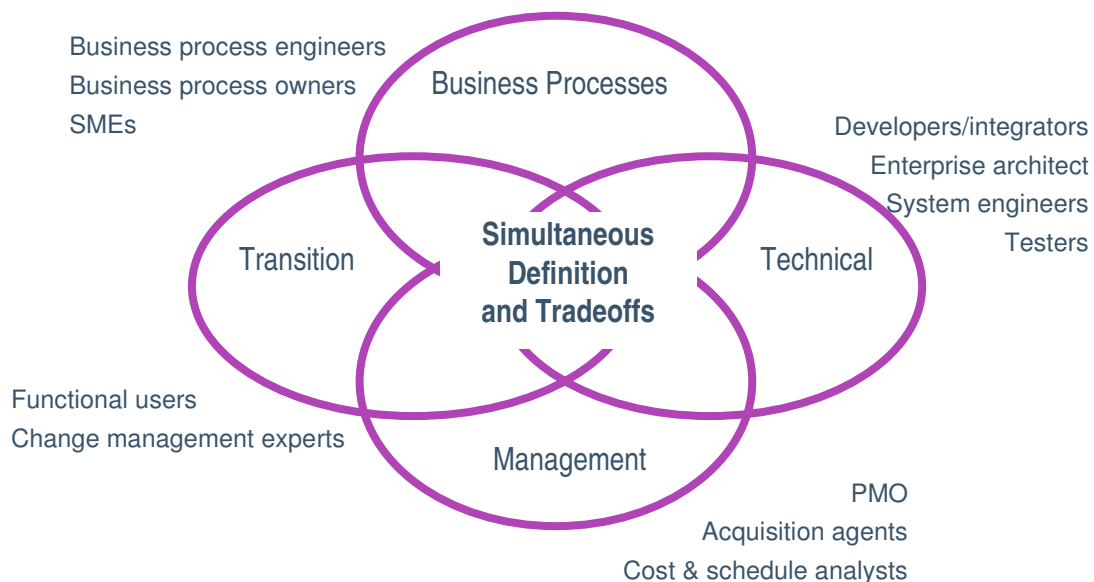 Business process engineers
Business process owners
SMEs
Business Processes
Developers/integrators
Enterprise architect
System engineers
Testers
Transition
Simultaneous
Definition
and Tradeoffs
Technical
Functional users
Change management experts
Management
PMO
Acquisition agents
Cost & schedule analysts